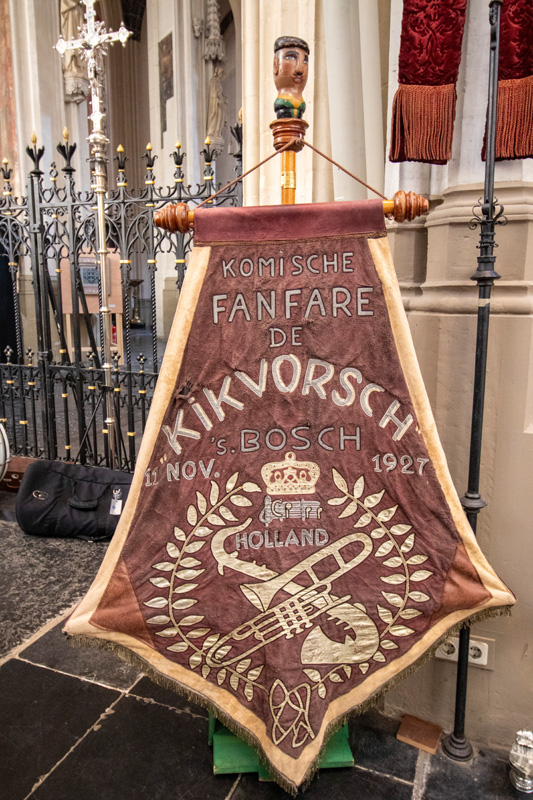 KOMISCHE
FANFARE
DE
"KIKVORSCH"
's. BOSCH
11 NOV. 1927
HOLLAND